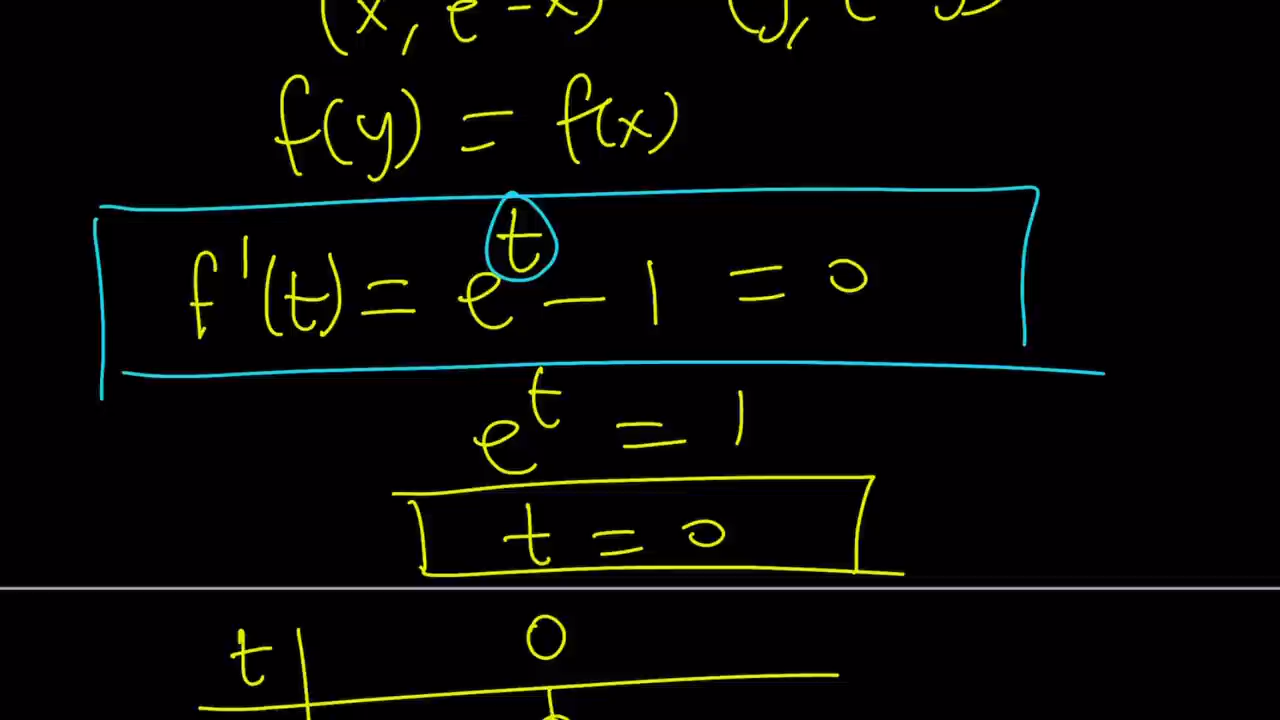 (x, e^x - x)
f(y) = f(x)
f'(t) = e^t - 1 = 0
e^t = 1
t = 0
t 0